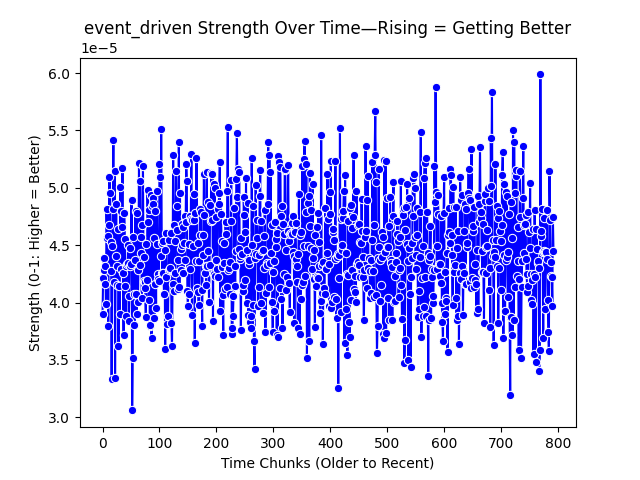 event_driven Strength Over Time—Rising = Getting Better
1e−5
6.0
5.5
5.0
4.5
4.0
3.5
3.0
Strength (0-1: Higher = Better)
0 100 200 300 400 500 600 700 800
Time Chunks (Older to Recent)